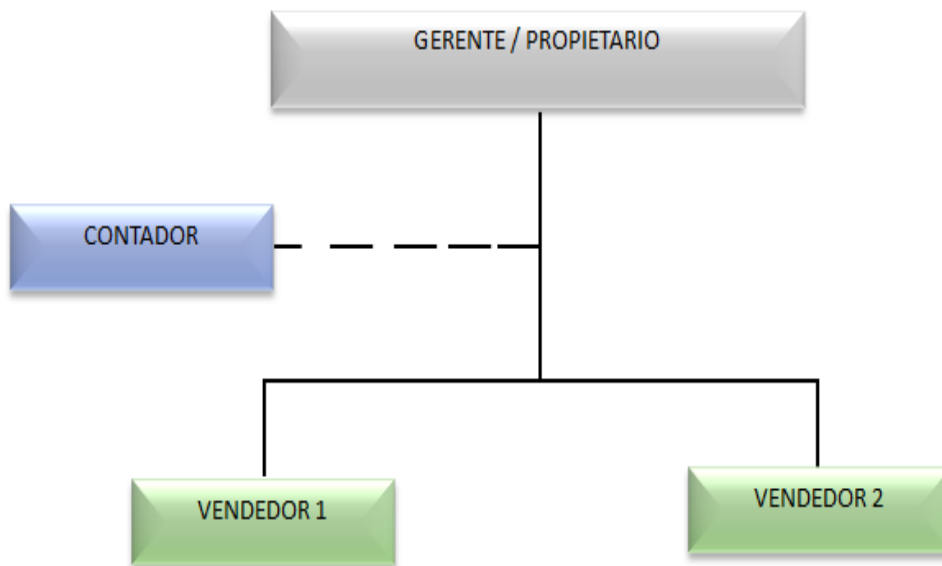 GERENTE / PROPIETARIO
CONTADOR
VENDEDOR 1
VENDEDOR 2